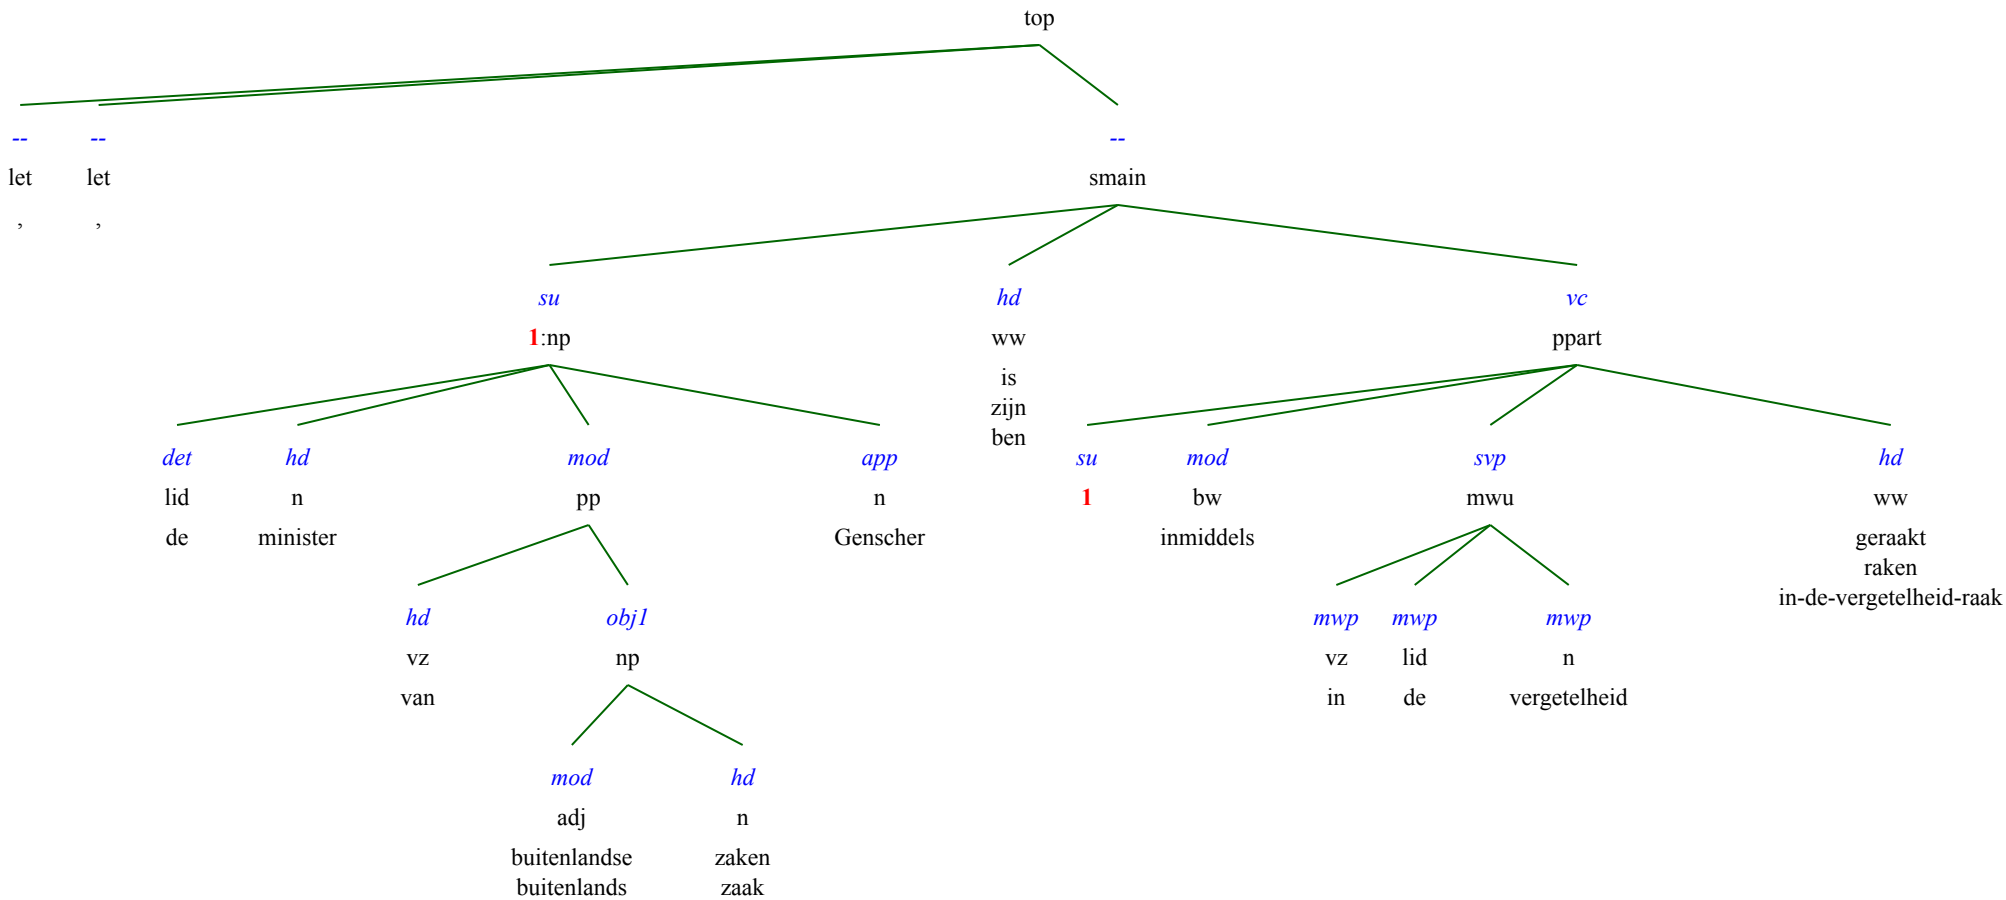 top
-- -- --
let let smain
, ,
su hd vc
1:np ww ppart
is
zijn
ben
det hd mod app su mod svp hd
lid n pp n 1 bw mwu ww
de minister Genscher inmiddels geraakt
raken
in-de-vergetelheid-raak
hd obj1 mwp mwp mwp
vz np vz lid n
van in de vergetelheid
mod hd
adj n
buitenlandse zaken
buitenlands zaak